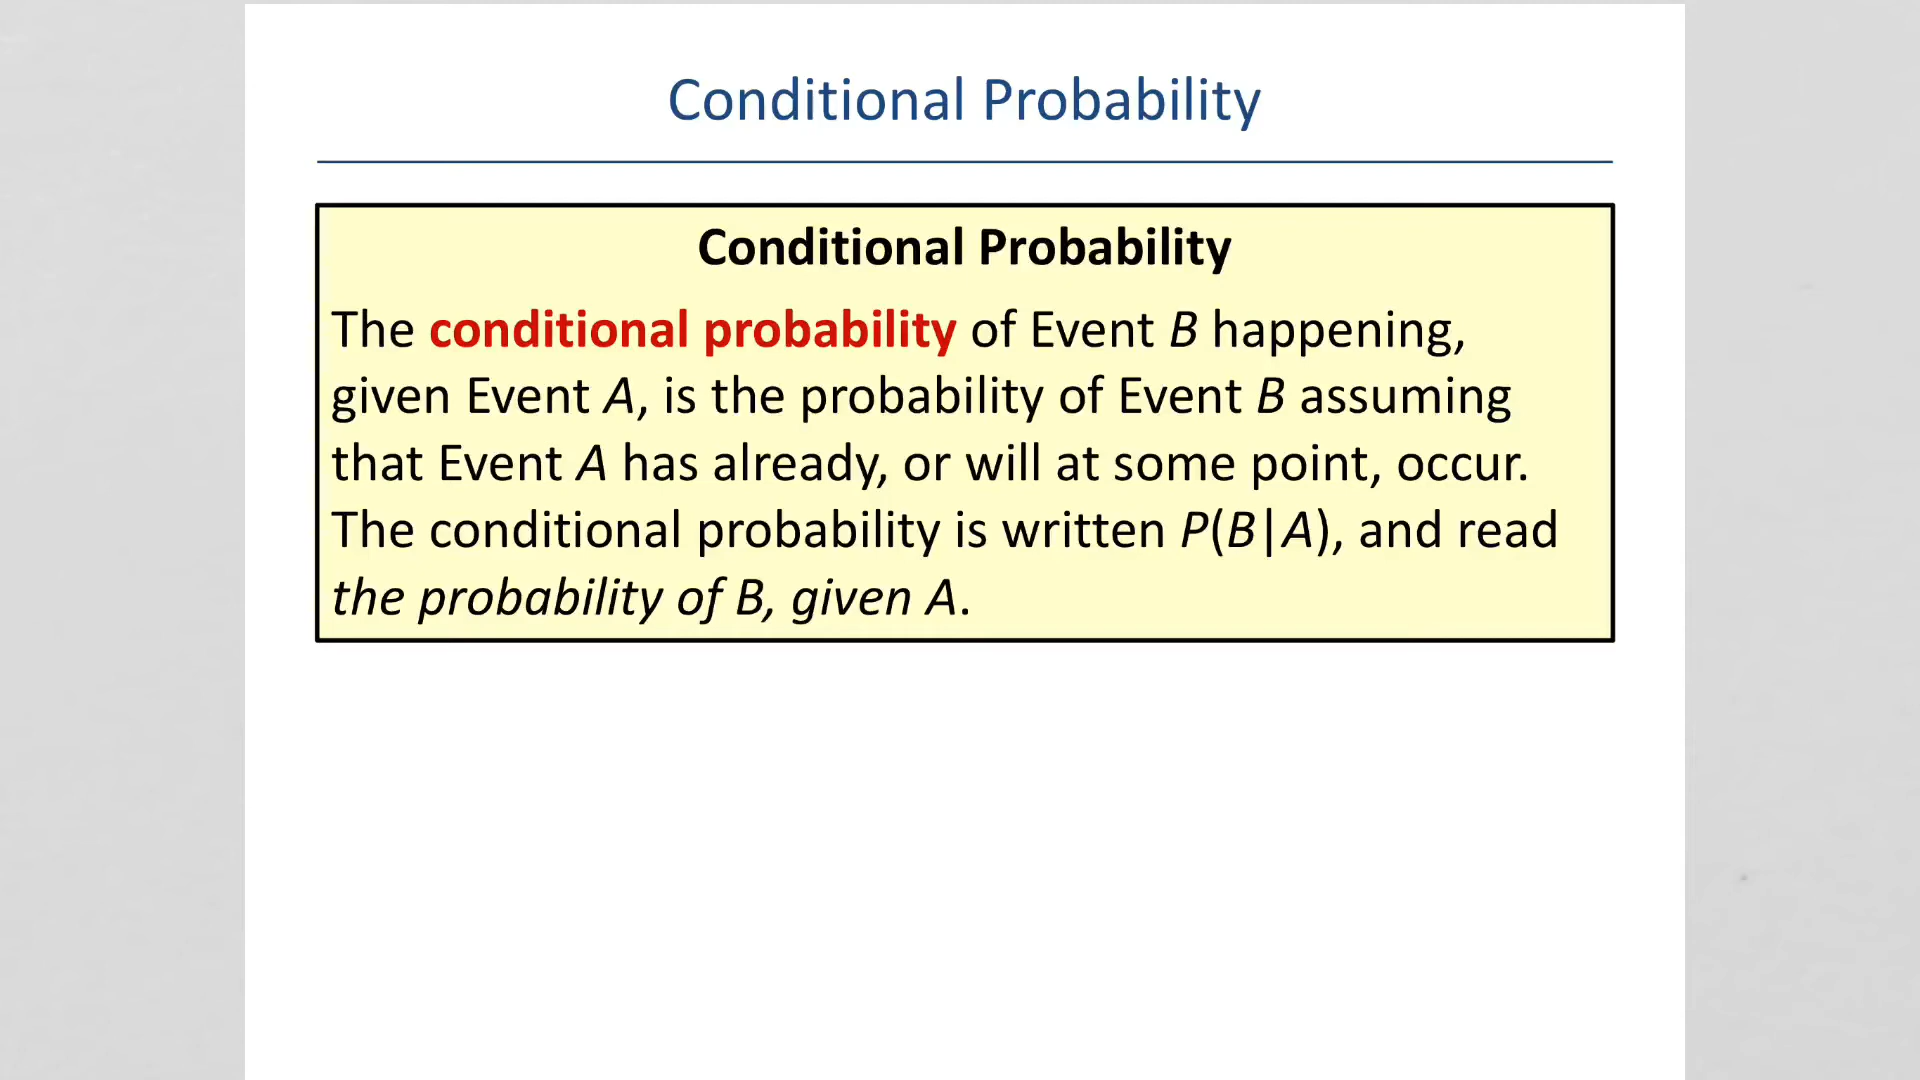 Conditional Probability
Conditional Probability
The conditional probability of Event B happening,
given Event A, is the probability of Event B assuming
that Event A has already, or will at some point, occur.
The conditional probability is written P(B|A), and read
the probability of B, given A.